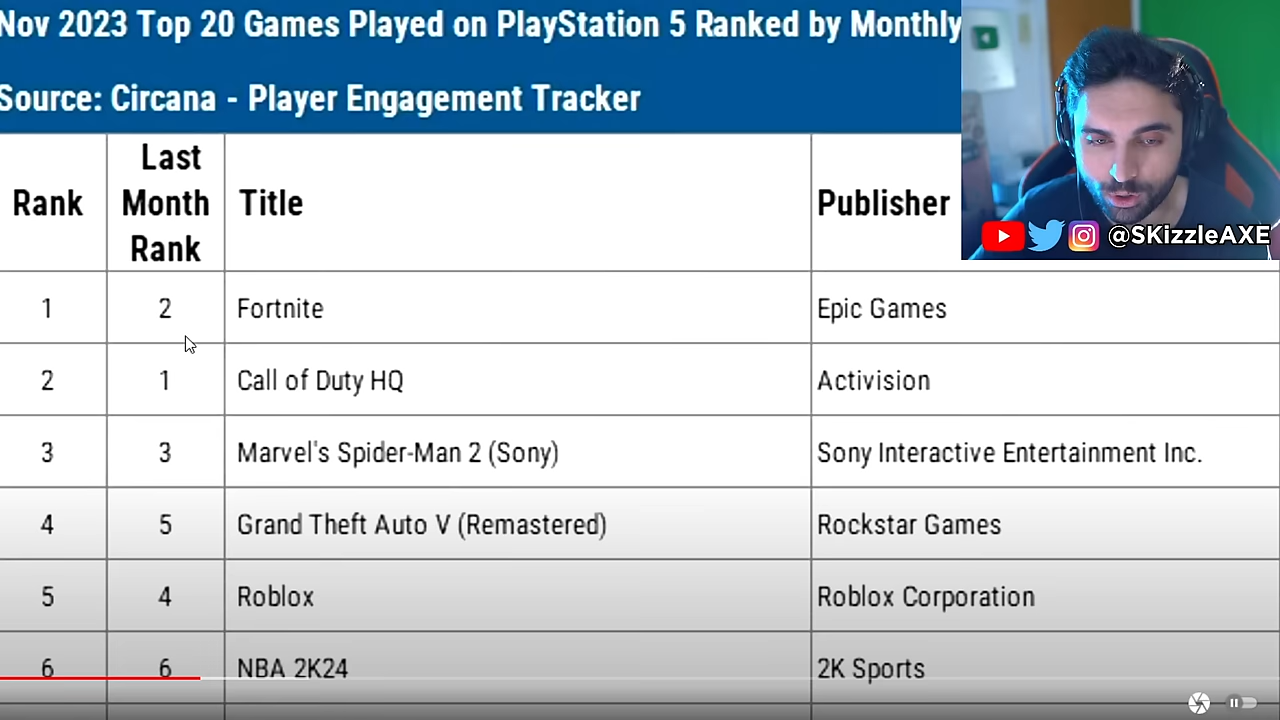 Nov 2023 Top 20 Games Played on PlayStation 5 Ranked by Monthly
Source: Circana - Player Engagement Tracker
@SKizzleAXE
Rank Last Month Rank Title Publisher
1 2 Fortnite Epic Games
2 1 Call of Duty HQ Activision
3 3 Marvel's Spider-Man 2 (Sony) Sony Interactive Entertainment Inc.
4 5 Grand Theft Auto V (Remastered) Rockstar Games
5 4 Roblox Roblox Corporation
6 6 NBA 2K24 2K Sports